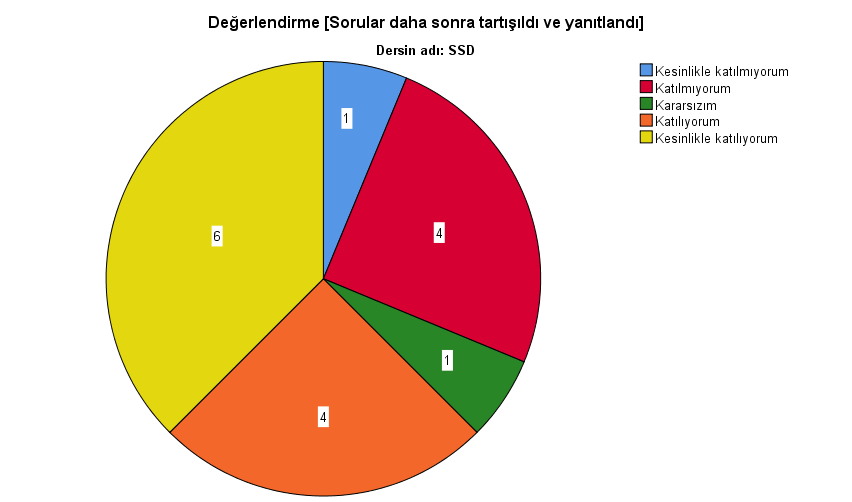 Değerlendirme [Sorular daha sonra tartışıldı ve yanıtlandı]
Dersin adı: SSD
Kesinlikle katılmıyorum
Katılmıyorum
Kararsızım
Katılıyorum
Kesinlikle katılıyorum
1
4
6
1
4